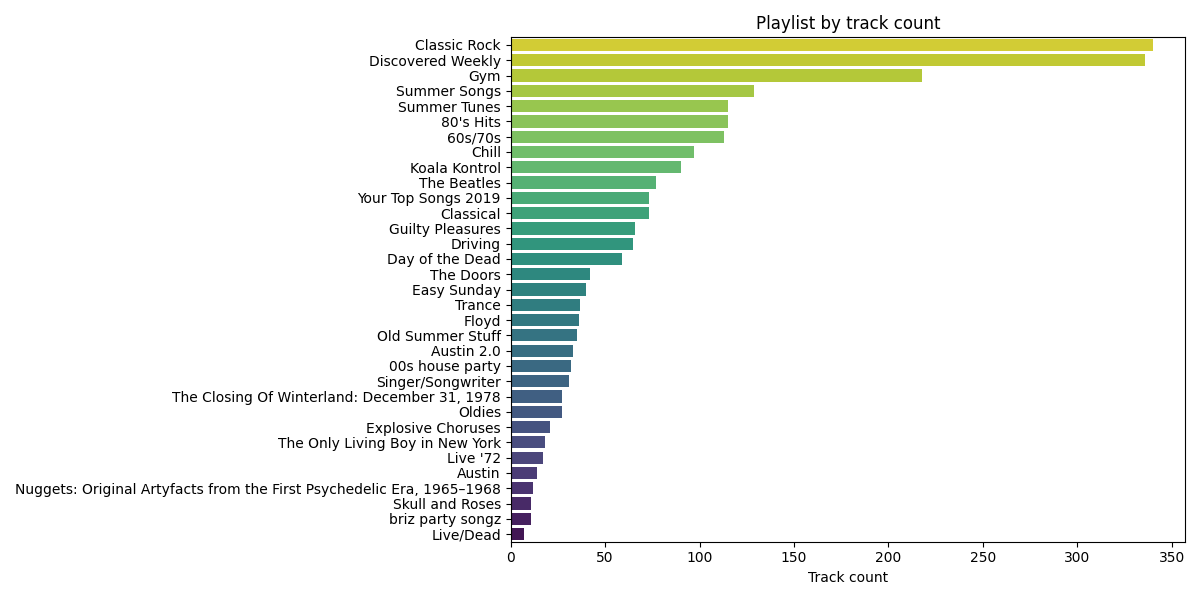 Playlist by track count
Classic Rock
Discovered Weekly
Gym
Summer Songs
Summer Tunes
80's Hits
60s/70s
Chill
Koala Kontrol
The Beatles
Your Top Songs 2019
Classical
Guilty Pleasures
Driving
Day of the Dead
The Doors
Easy Sunday
Trance
Floyd
Old Summer Stuff
Austin 2.0
00s house party
Singer/Songwriter
The Closing Of Winterland: December 31, 1978
Oldies
Explosive Choruses
The Only Living Boy in New York
Live '72
Austin
Nuggets: Original Artyfacts from the First Psychedelic Era, 1965–1968
Skull and Roses
briz party songz
Live/Dead
0 50 100 150 200 250 300 350
Track count